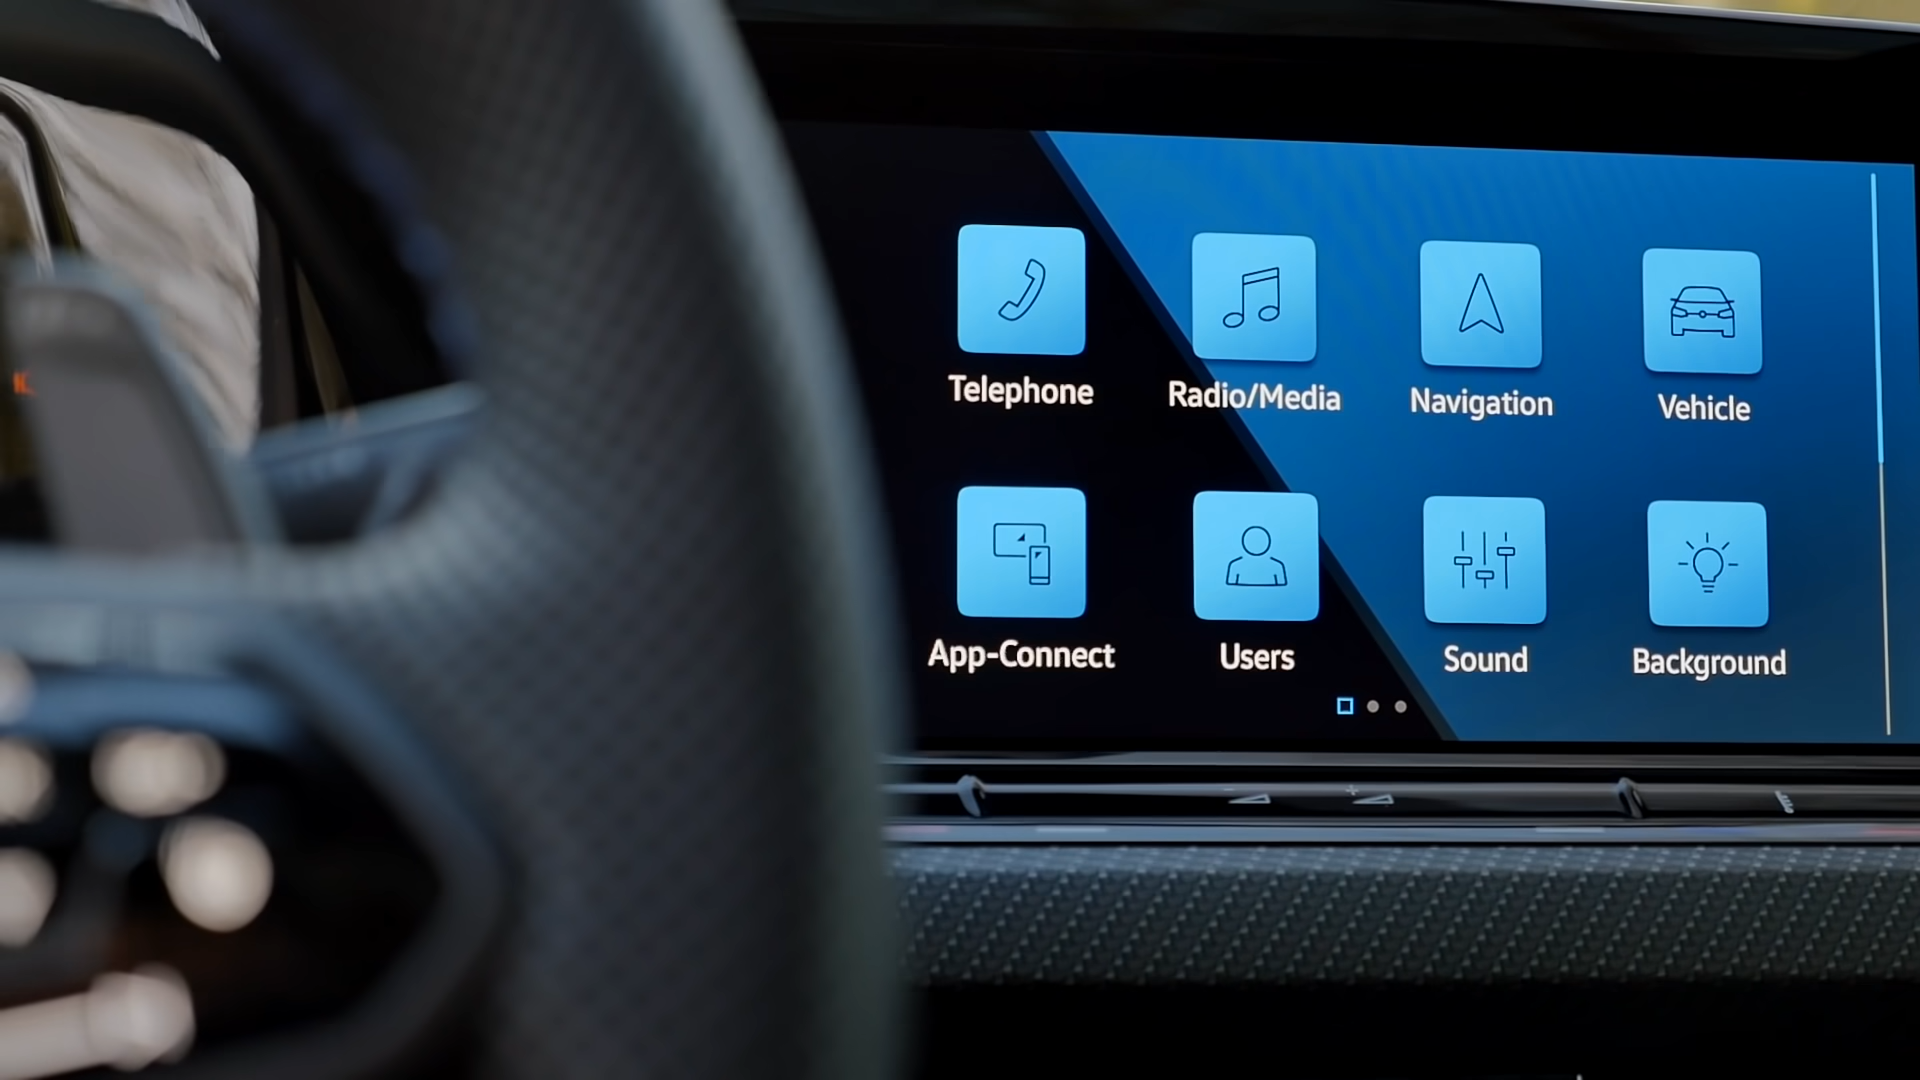 Telephone
Radio/Media
Navigation
Vehicle
App-Connect
Users
Sound
Background